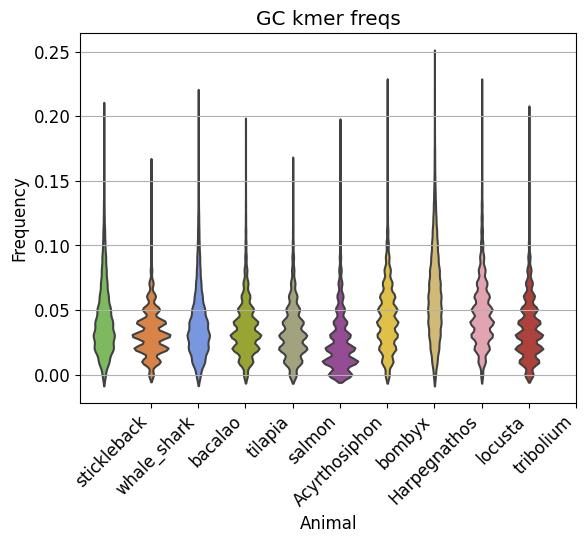 GC kmer freqs
Frequency
0.25
0.20
0.15
0.10
0.05
0.00
stickleback
whale_shark
bacalao
tilapia
salmon
Acyrthosiphon
bombyx
Harpegnathos
locusta
tribolium
Animal